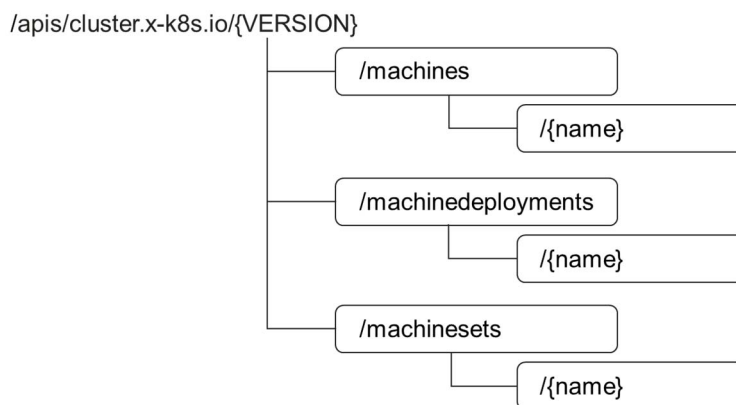 /apis/cluster.x-k8s.io/{VERSION}
/machines
/{name}
/machinedeployments
/{name}
/machinesets
/{name}